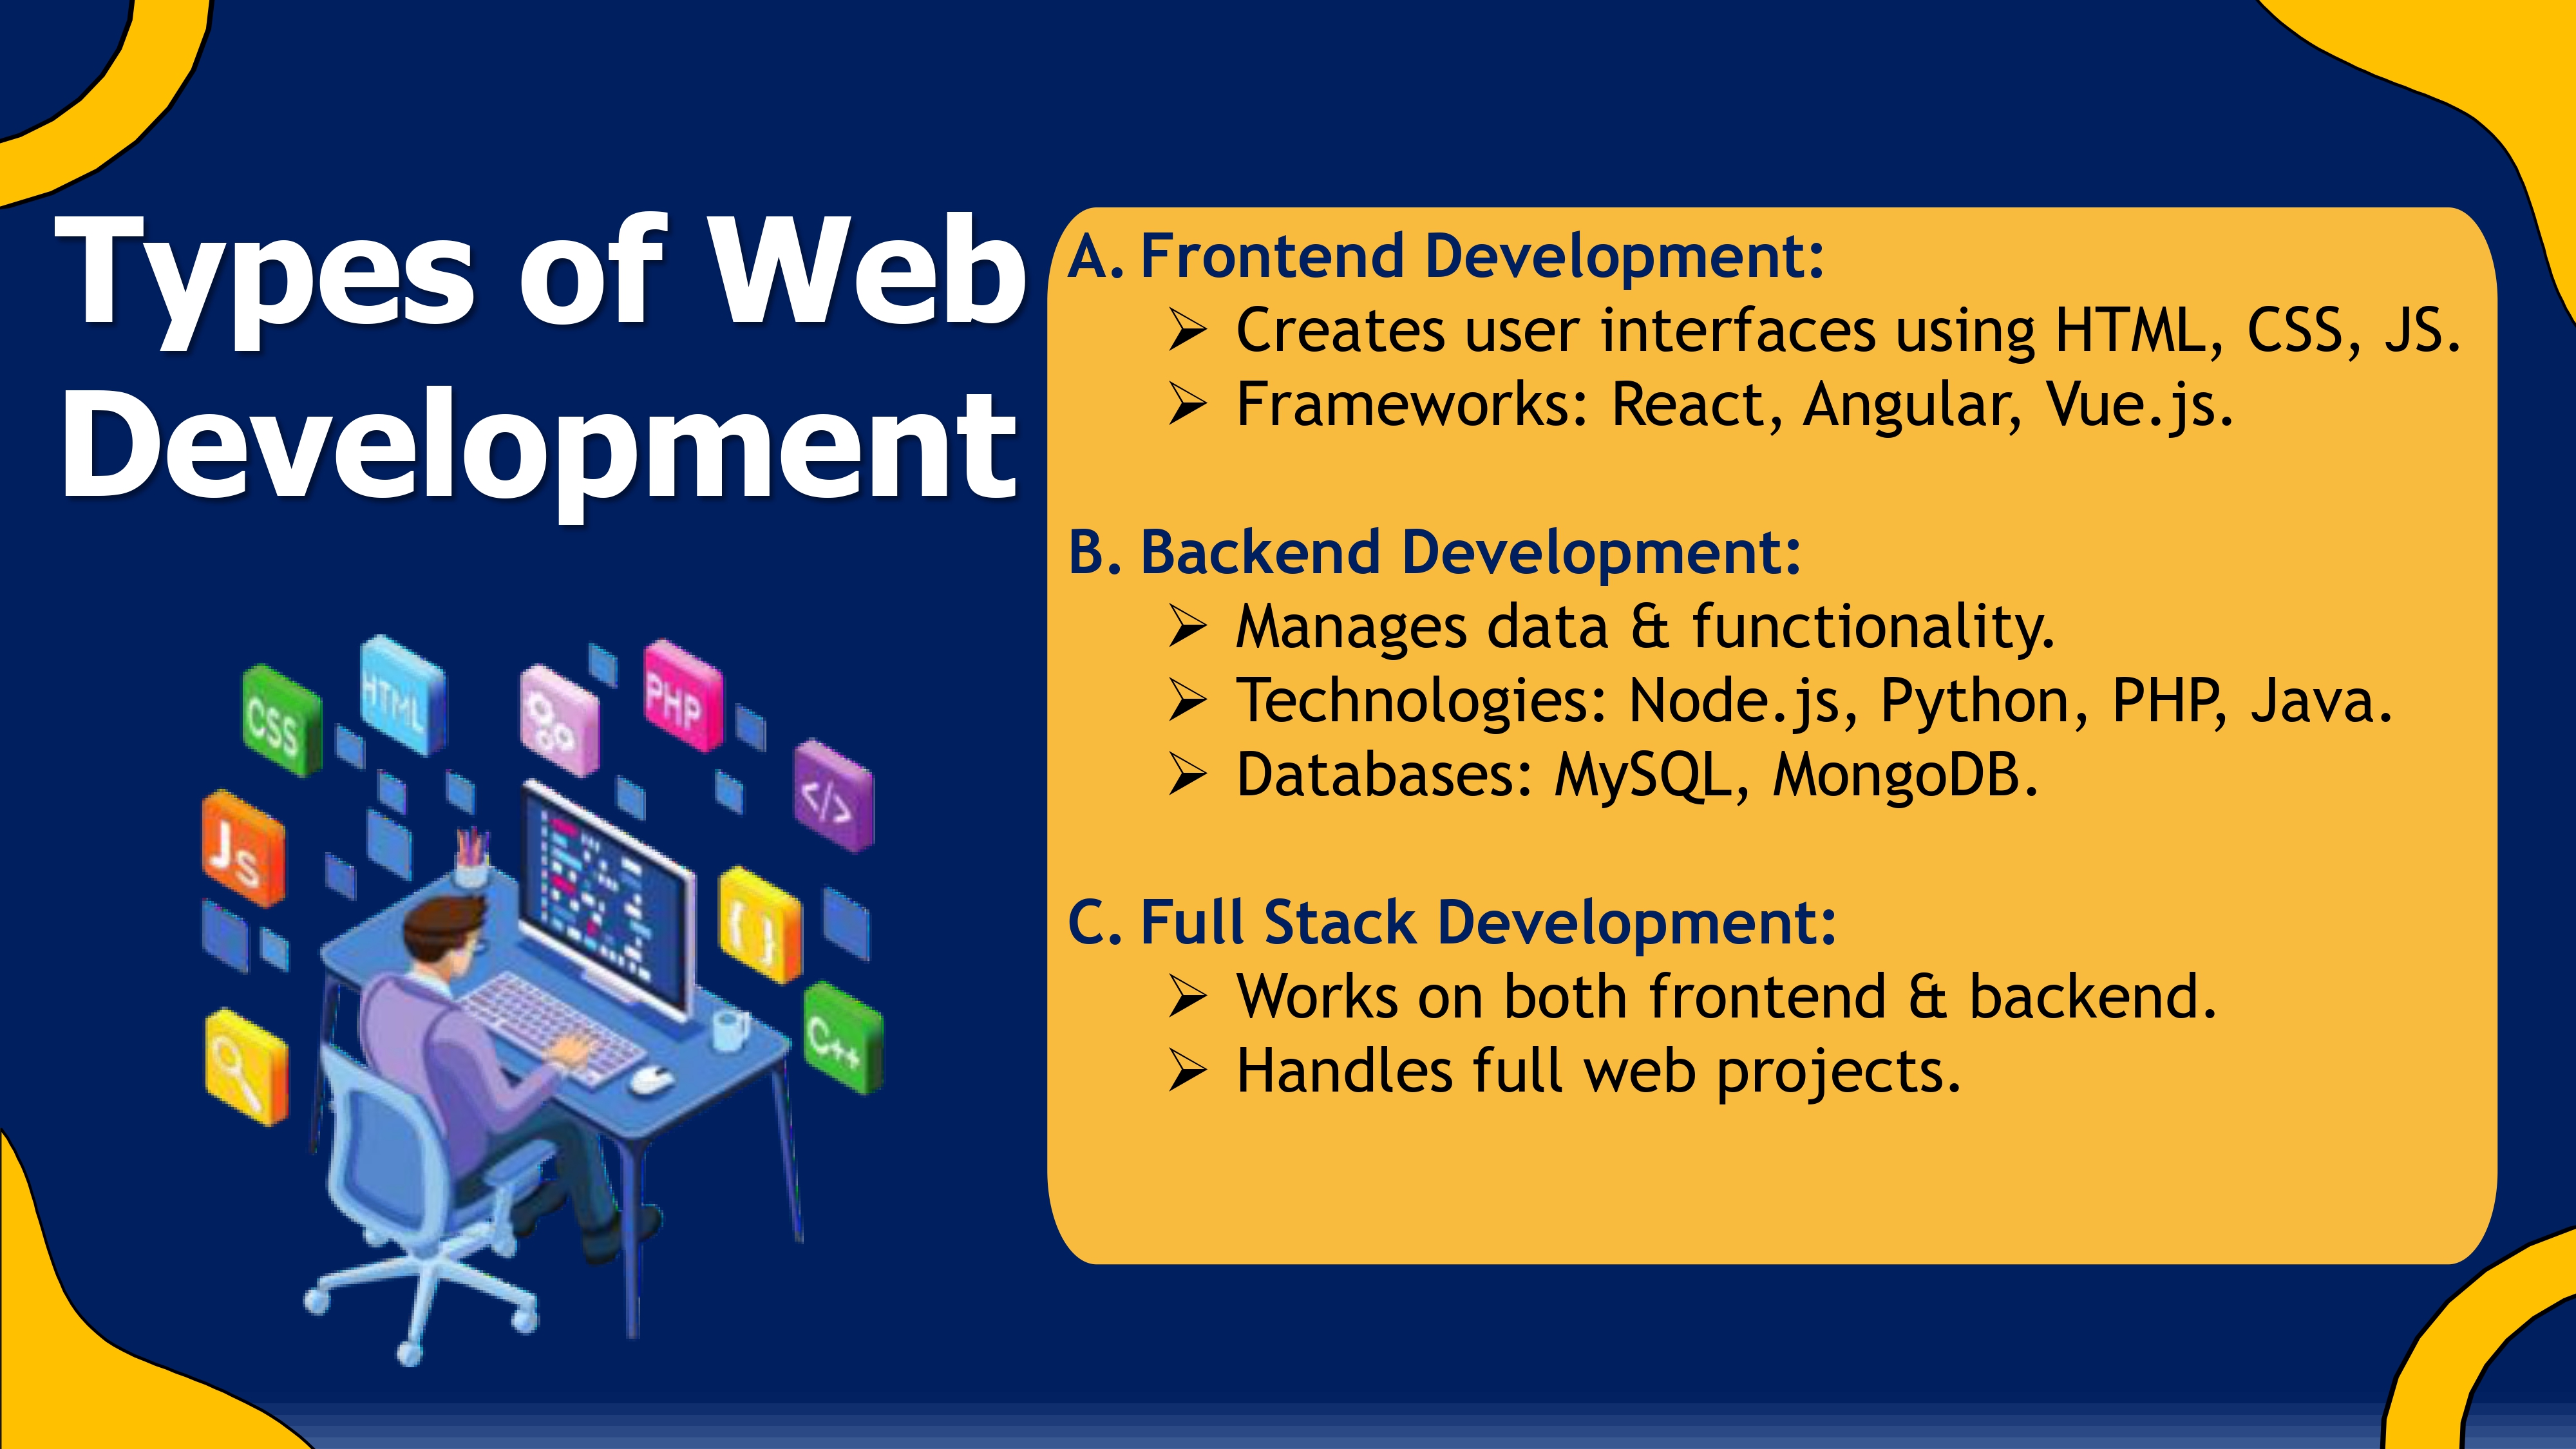 Types of Web
Development
A. Frontend Development:
➢ Creates user interfaces using HTML, CSS, JS.
➢ Frameworks: React, Angular, Vue.js.
B. Backend Development:
➢ Manages data & functionality.
➢ Technologies: Node.js, Python, PHP, Java.
➢ Databases: MySQL, MongoDB.
C. Full Stack Development:
➢ Works on both frontend & backend.
➢ Handles full web projects.
CSS
HTML
PHP
</>
Js
{ }
C++